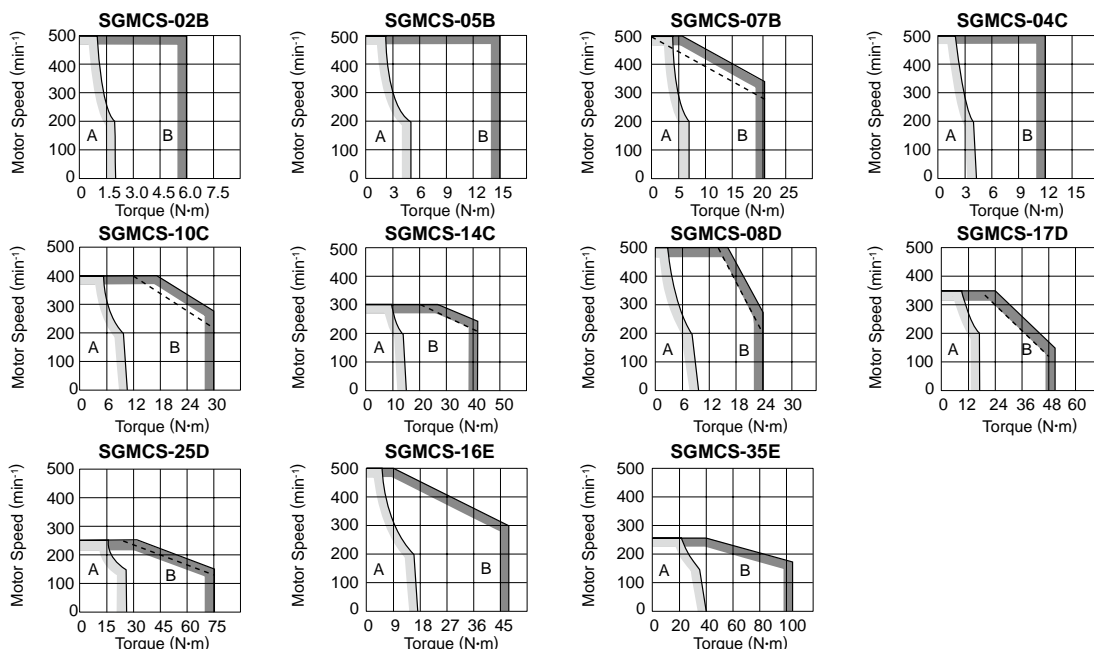 SGMCS-02B
Motor Speed (min⁻¹)
500
400
300
200
100
0
A
B
0 1.5 3.0 4.5 6.0 7.5
Torque (N·m)
SGMCS-05B
Motor Speed (min⁻¹)
500
400
300
200
100
0
A
B
0 3 6 9 12 15
Torque (N·m)
SGMCS-07B
Motor Speed (min⁻¹)
500
400
300
200
100
0
A
B
0 5 10 15 20 25
Torque (N·m)
SGMCS-04C
Motor Speed (min⁻¹)
500
400
300
200
100
0
A
B
0 3 6 9 12 15
Torque (N·m)
SGMCS-10C
Motor Speed (min⁻¹)
500
400
300
200
100
0
A
B
0 6 12 18 24 30
Torque (N·m)
SGMCS-14C
Motor Speed (min⁻¹)
500
400
300
200
100
0
A
B
0 10 20 30 40 50
Torque (N·m)
SGMCS-08D
Motor Speed (min⁻¹)
500
400
300
200
100
0
A
B
0 6 12 18 24 30
Torque (N·m)
SGMCS-17D
Motor Speed (min⁻¹)
500
400
300
200
100
0
A
B
0 12 24 36 48 60
Torque (N·m)
SGMCS-25D
Motor Speed (min⁻¹)
500
400
300
200
100
0
A
B
0 15 30 45 60 75
Torque (N·m)
SGMCS-16E
Motor Speed (min⁻¹)
500
400
300
200
100
0
A
B
0 9 18 27 36 45
Torque (N·m)
SGMCS-35E
Motor Speed (min⁻¹)
500
400
300
200
100
0
A
B
0 20 40 60 80 100
Torque (N·m)